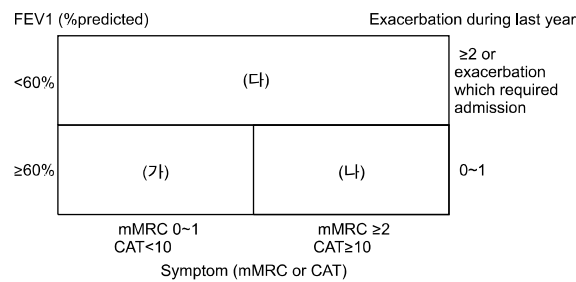 FEV1 (%predicted)
Exacerbation during last year
<60%
(다)
≥2 or
exacerbation
which required
admission
≥60%
(가)
(나)
0~1
mMRC 0~1
CAT<10
mMRC ≥2
CAT≥10
Symptom (mMRC or CAT)